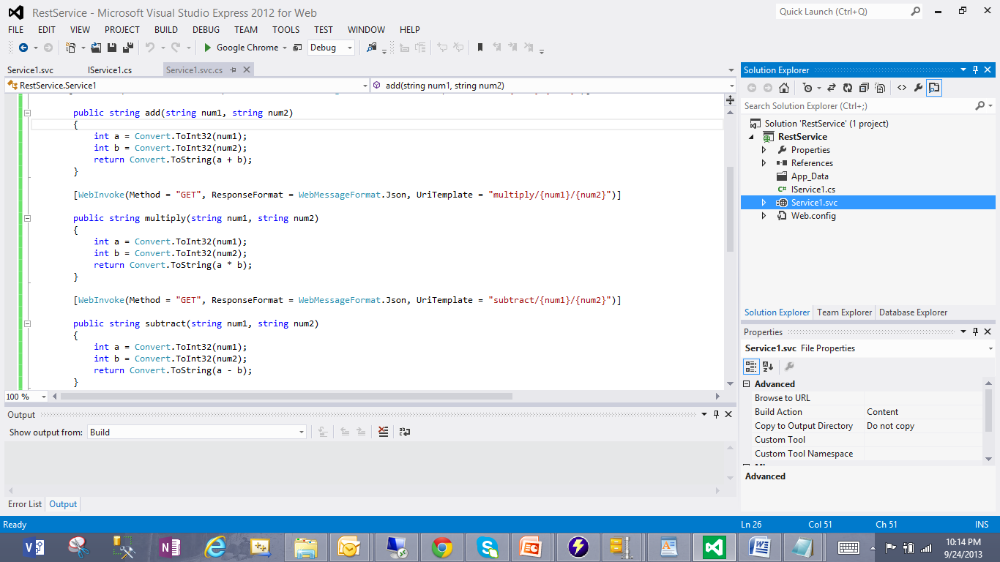 RestService - Microsoft Visual Studio Express 2012 for Web
Quick Launch (Ctrl+Q)
FILE EDIT VIEW PROJECT BUILD DEBUG TEAM TOOLS TEST WINDOW HELP
Google Chrome Debug
Service1.svc IService1.cs Service1.svc.cs
RestService.Service1 add(string num1, string num2)
public string add(string num1, string num2)
{
int a = Convert.ToInt32(num1);
int b = Convert.ToInt32(num2);
return Convert.ToString(a + b);
}
[WebInvoke(Method = "GET", ResponseFormat = WebMessageFormat.Json, UriTemplate = "multiply/{num1}/{num2}")]
public string multiply(string num1, string num2)
{
int a = Convert.ToInt32(num1);
int b = Convert.ToInt32(num2);
return Convert.ToString(a * b);
}
[WebInvoke(Method = "GET", ResponseFormat = WebMessageFormat.Json, UriTemplate = "subtract/{num1}/{num2}")]
public string subtract(string num1, string num2)
{
int a = Convert.ToInt32(num1);
int b = Convert.ToInt32(num2);
return Convert.ToString(a - b);
}
100 %
Output
Show output from: Build
Error List Output
Solution Explorer
Search Solution Explorer (Ctrl+;)
Solution 'RestService' (1 project)
RestService
Properties
References
App_Data
IService1.cs
Service1.svc
Web.config
Solution Explorer Team Explorer Database Explorer
Properties
Service1.svc File Properties
Advanced
Browse to URL
Build Action Content
Copy to Output Directory Do not copy
Custom Tool
Custom Tool Namespace
Advanced
Ready Ln 26 Col 51 Ch 51 INS
10:14 PM
9/24/2013